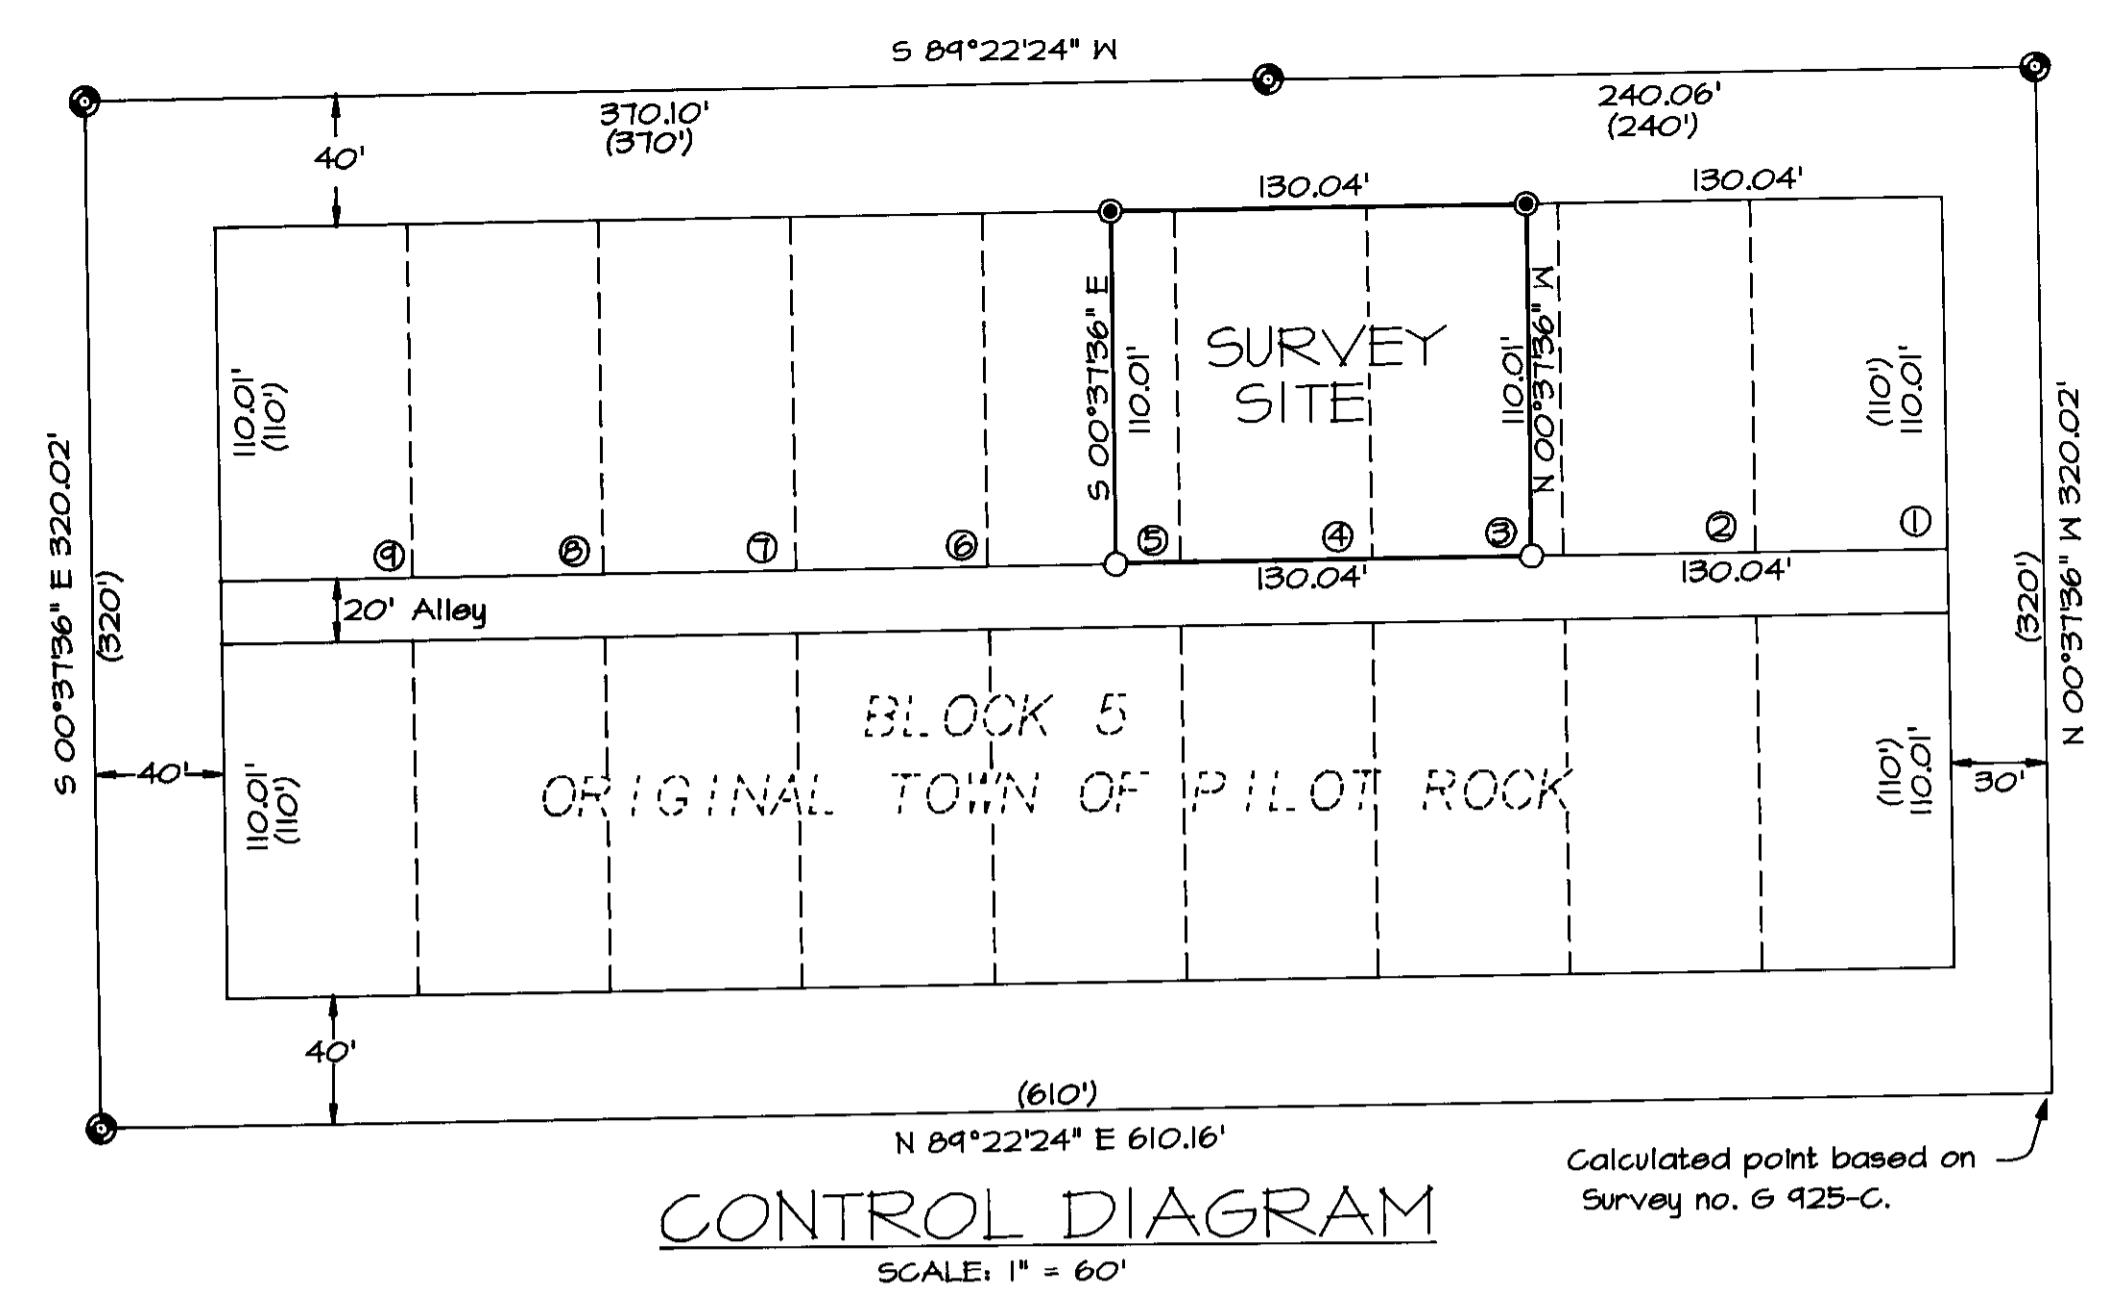 S 89°22'24" W
370.10'
(370')
240.06'
(240')
40'
130.04'
130.04'
S 00°37'36" E
110.01'
SURVEY
SITE
110.01'
N 00°37'36" W
110.01'
(110')
(110')
110.01'
S 00°37'36" E 320.02'
(320')
N 00°37'36" W 320.02'
(320')
9
8
7
6
5
4
3
2
1
130.04'
130.04'
20' Alley
BLOCK 5
ORIGINAL TOWN OF PILOT ROCK
40'
110.01'
(110')
(110')
110.01'
30'
40'
(610')
N 89°22'24" E 610.16'
Calculated point based on
Survey no. G 925-C.
CONTROL DIAGRAM
SCALE: 1" = 60'